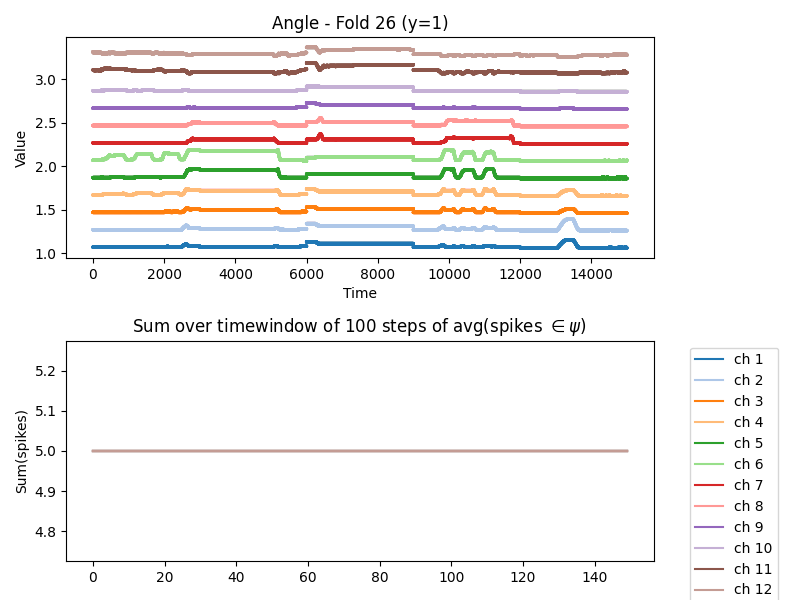 Angle - Fold 26 (y=1)
Value
3.0
2.5
2.0
1.5
1.0
0 2000 4000 6000 8000 10000 12000 14000
Time
Sum over timewindow of 100 steps of avg(spikes ∈ ψ)
Sum(spikes)
5.2
5.1
5.0
4.9
4.8
0 20 40 60 80 100 120 140
ch 1
ch 2
ch 3
ch 4
ch 5
ch 6
ch 7
ch 8
ch 9
ch 10
ch 11
ch 12